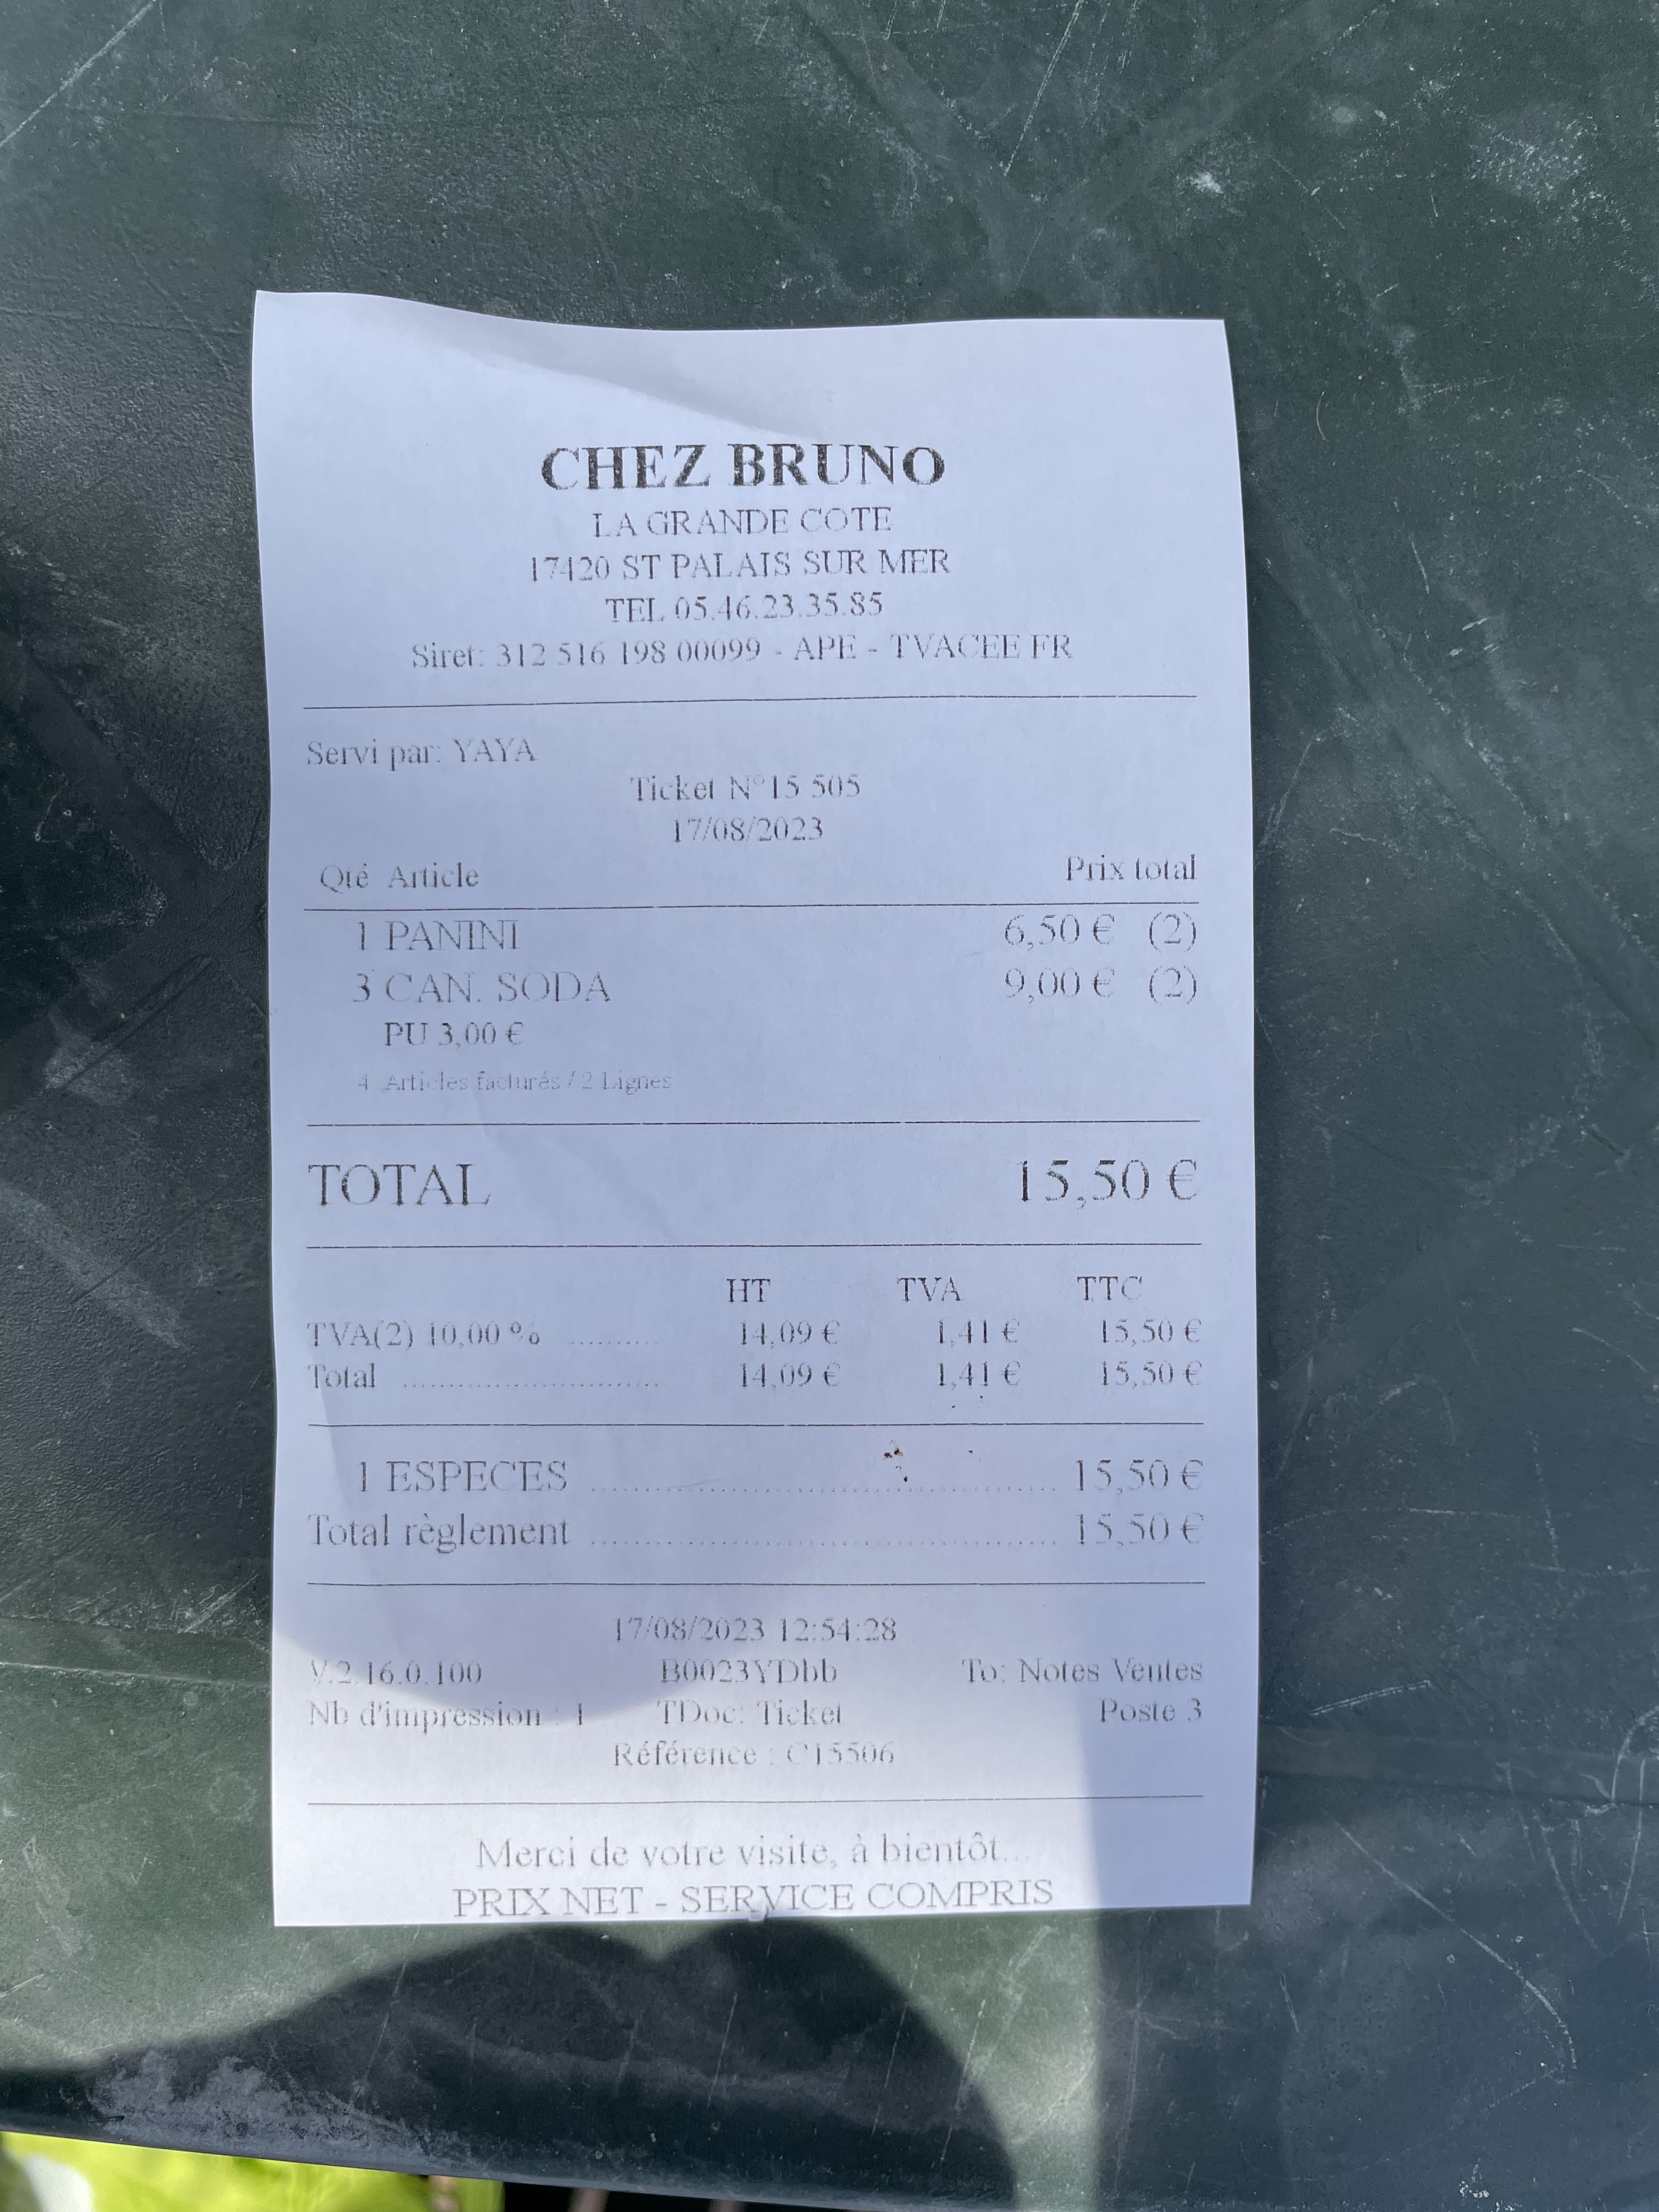 CHEZ BRUNO
LA GRANDE COTE
17420 ST PALAIS SUR MER
TEL 05.46.23.35.85
Siret: 312 516 198 00099 - APE - TVACEE FR
Servi par: YAYA
Ticket N°15 505
17/08/2023
Qté Article Prix total
1 PANINI 6,50 € (2)
3 CAN. SODA 9,00 € (2)
PU 3,00 €
4 Articles facturés / 2 Lignes
TOTAL 15,50 €
HT TVA TTC
TVA(2) 10,00 % .......... 14,09 € 1,41 € 15,50 €
Total ............................. 14,09 € 1,41 € 15,50 €
1 ESPECES ................................................ 15,50 €
Total règlement ................................................ 15,50 €
17/08/2023 12:54:28
V.2.16.0.100 B0023YDbb To: Notes Ventes
Nb d'impression : 1 TDoc: Ticket Poste 3
Référence : C15506
Merci de votre visite, à bientôt...
PRIX NET - SERVICE COMPRIS